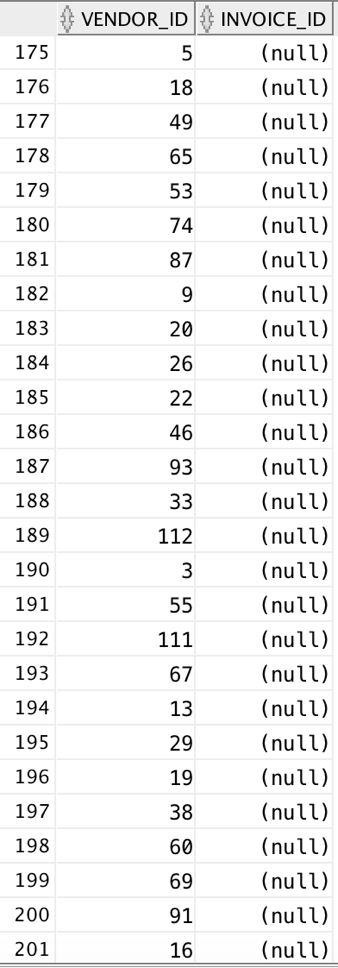 VENDOR_ID INVOICE_ID
175 5 (null)
176 18 (null)
177 49 (null)
178 65 (null)
179 53 (null)
180 74 (null)
181 87 (null)
182 9 (null)
183 20 (null)
184 26 (null)
185 22 (null)
186 46 (null)
187 93 (null)
188 33 (null)
189 112 (null)
190 3 (null)
191 55 (null)
192 111 (null)
193 67 (null)
194 13 (null)
195 29 (null)
196 19 (null)
197 38 (null)
198 60 (null)
199 69 (null)
200 91 (null)
201 16 (null)